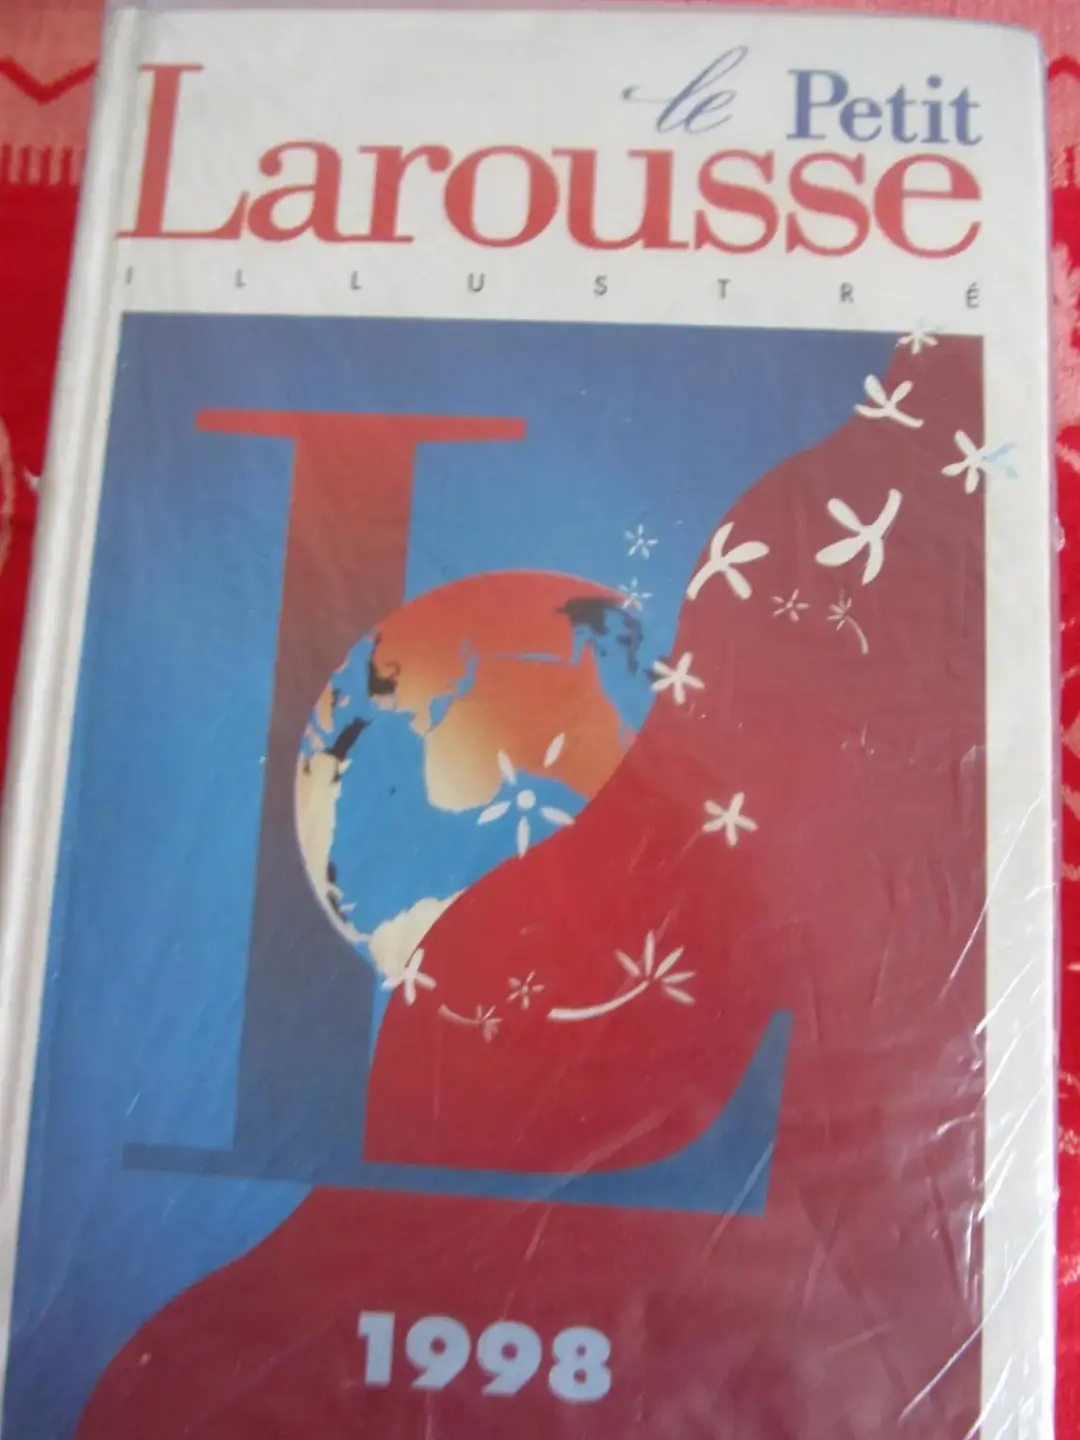 le Petit
Larousse
ILLUSTRÉ
1998